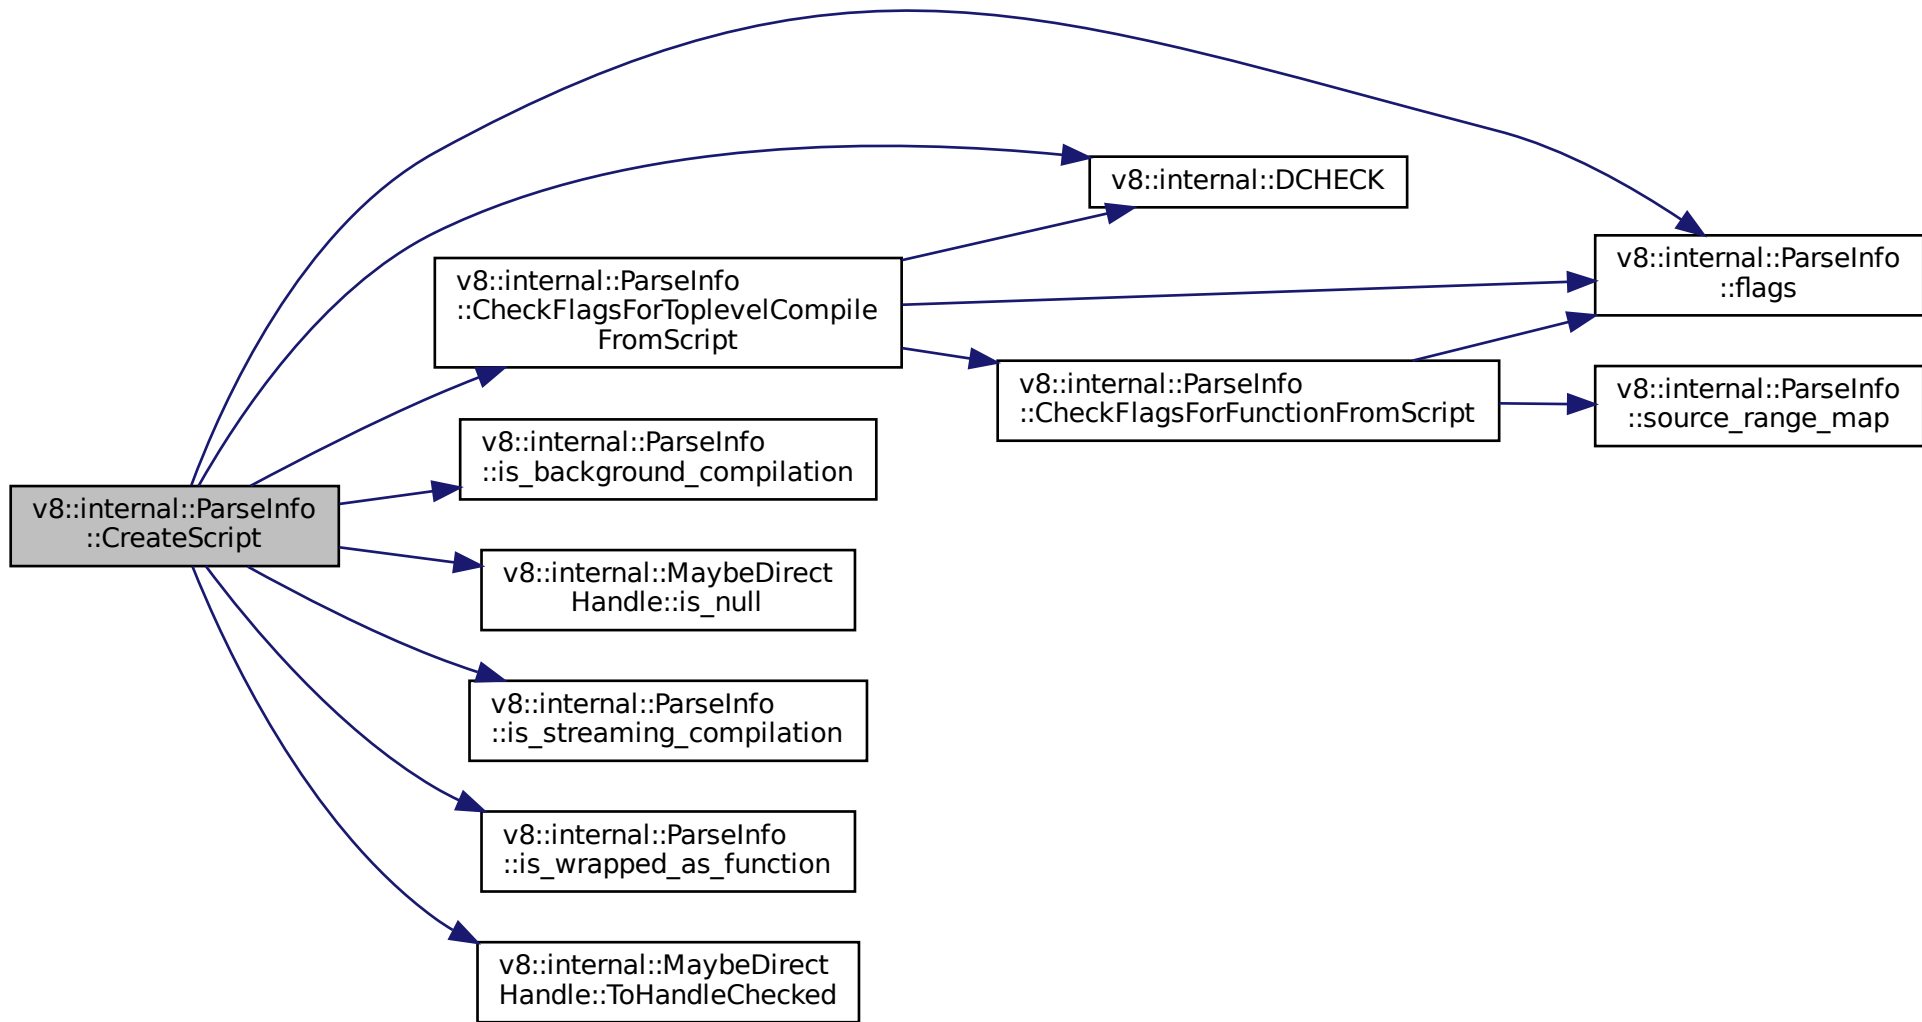 v8::internal::DCHECK
v8::internal::ParseInfo
::flags
v8::internal::ParseInfo
::CheckFlagsForToplevelCompile
FromScript
v8::internal::ParseInfo
::CheckFlagsForFunctionFromScript
v8::internal::ParseInfo
::source_range_map
v8::internal::ParseInfo
::is_background_compilation
v8::internal::ParseInfo
::CreateScript
v8::internal::MaybeDirect
Handle::is_null
v8::internal::ParseInfo
::is_streaming_compilation
v8::internal::ParseInfo
::is_wrapped_as_function
v8::internal::MaybeDirect
Handle::ToHandleChecked